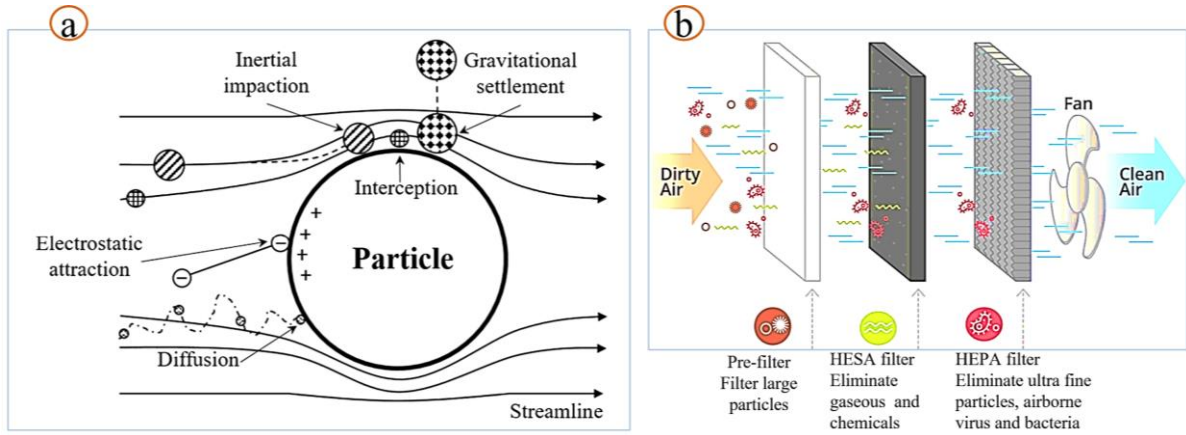 a
Inertial
impaction
Gravitational
settlement
Interception
Electrostatic
attraction
+
+
+
+
−
−
Particle
Diffusion
Streamline
b
Dirty
Air
Fan
Clean
Air
Pre-filter
Filter large
particles
HESA filter
Eliminate
gaseous and
chemicals
HEPA filter
Eliminate ultra fine
particles, airborne
virus and bacteria